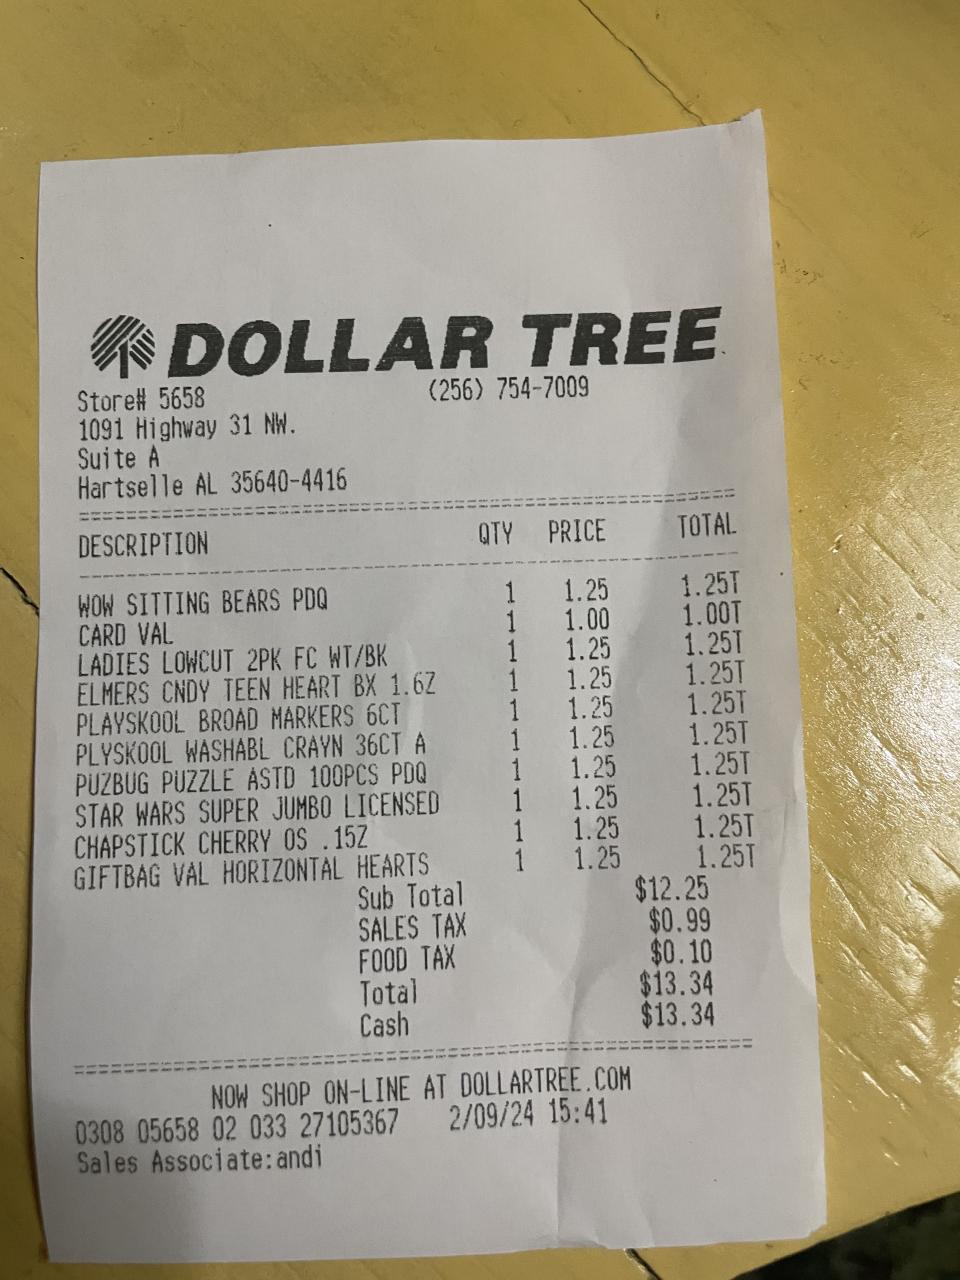 DOLLAR TREE
Store# 5658 (256) 754-7009
1091 Highway 31 NW.
Suite A
Hartselle AL 35640-4416
DESCRIPTION QTY PRICE TOTAL
WOW SITTING BEARS PDQ 1 1.25 1.25T
CARD VAL 1 1.00 1.00T
LADIES LOWCUT 2PK FC WT/BK 1 1.25 1.25T
ELMERS CNDY TEEN HEART BX 1.6Z 1 1.25 1.25T
PLAYSKOOL BROAD MARKERS 6CT 1 1.25 1.25T
PLYSKOOL WASHABL CRAYN 36CT A 1 1.25 1.25T
PUZBUG PUZZLE ASTD 100PCS PDQ 1 1.25 1.25T
STAR WARS SUPER JUMBO LICENSED 1 1.25 1.25T
CHAPSTICK CHERRY OS .15Z 1 1.25 1.25T
GIFTBAG VAL HORIZONTAL HEARTS 1 1.25 1.25T
Sub Total $12.25
SALES TAX $0.99
FOOD TAX $0.10
Total $13.34
Cash $13.34
NOW SHOP ON-LINE AT DOLLARTREE.COM
0308 05658 02 033 27105367 2/09/24 15:41
Sales Associate:andi